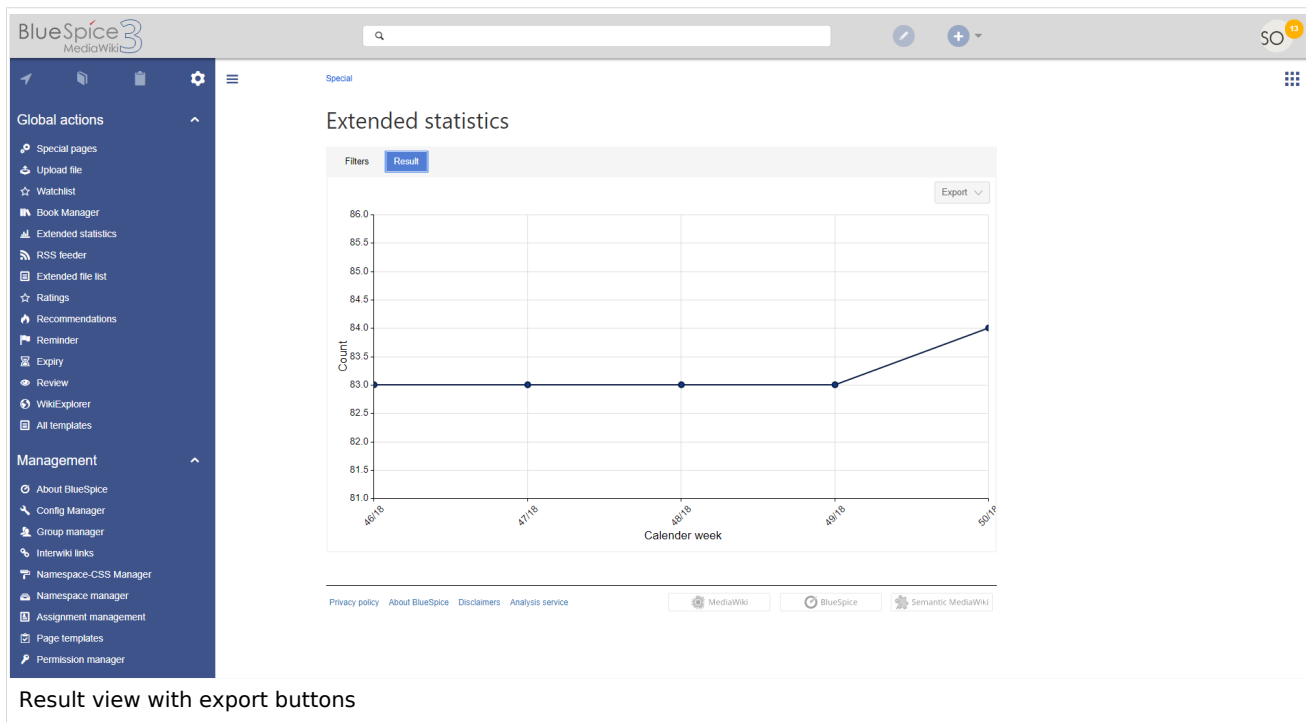 BlueSpice 3
MediaWiki
SO
13
Special
Global actions
Special pages
Upload file
Watchlist
Book Manager
Extended statistics
RSS feeder
Extended file list
Ratings
Recommendations
Reminder
Expiry
Review
WikiExplorer
All templates
Management
About BlueSpice
Config Manager
Group manager
Interwiki links
Namespace-CSS Manager
Namespace manager
Assignment management
Page templates
Permission manager
Extended statistics
Filters Result
Export
86.0
85.5
85.0
84.5
84.0
83.5
83.0
82.5
82.0
81.5
81.0
Count
46/18 47/18 48/18 49/18 50/18
Calender week
Privacy policy About BlueSpice Disclaimers Analysis service
MediaWiki BlueSpice Semantic MediaWiki
Result view with export buttons